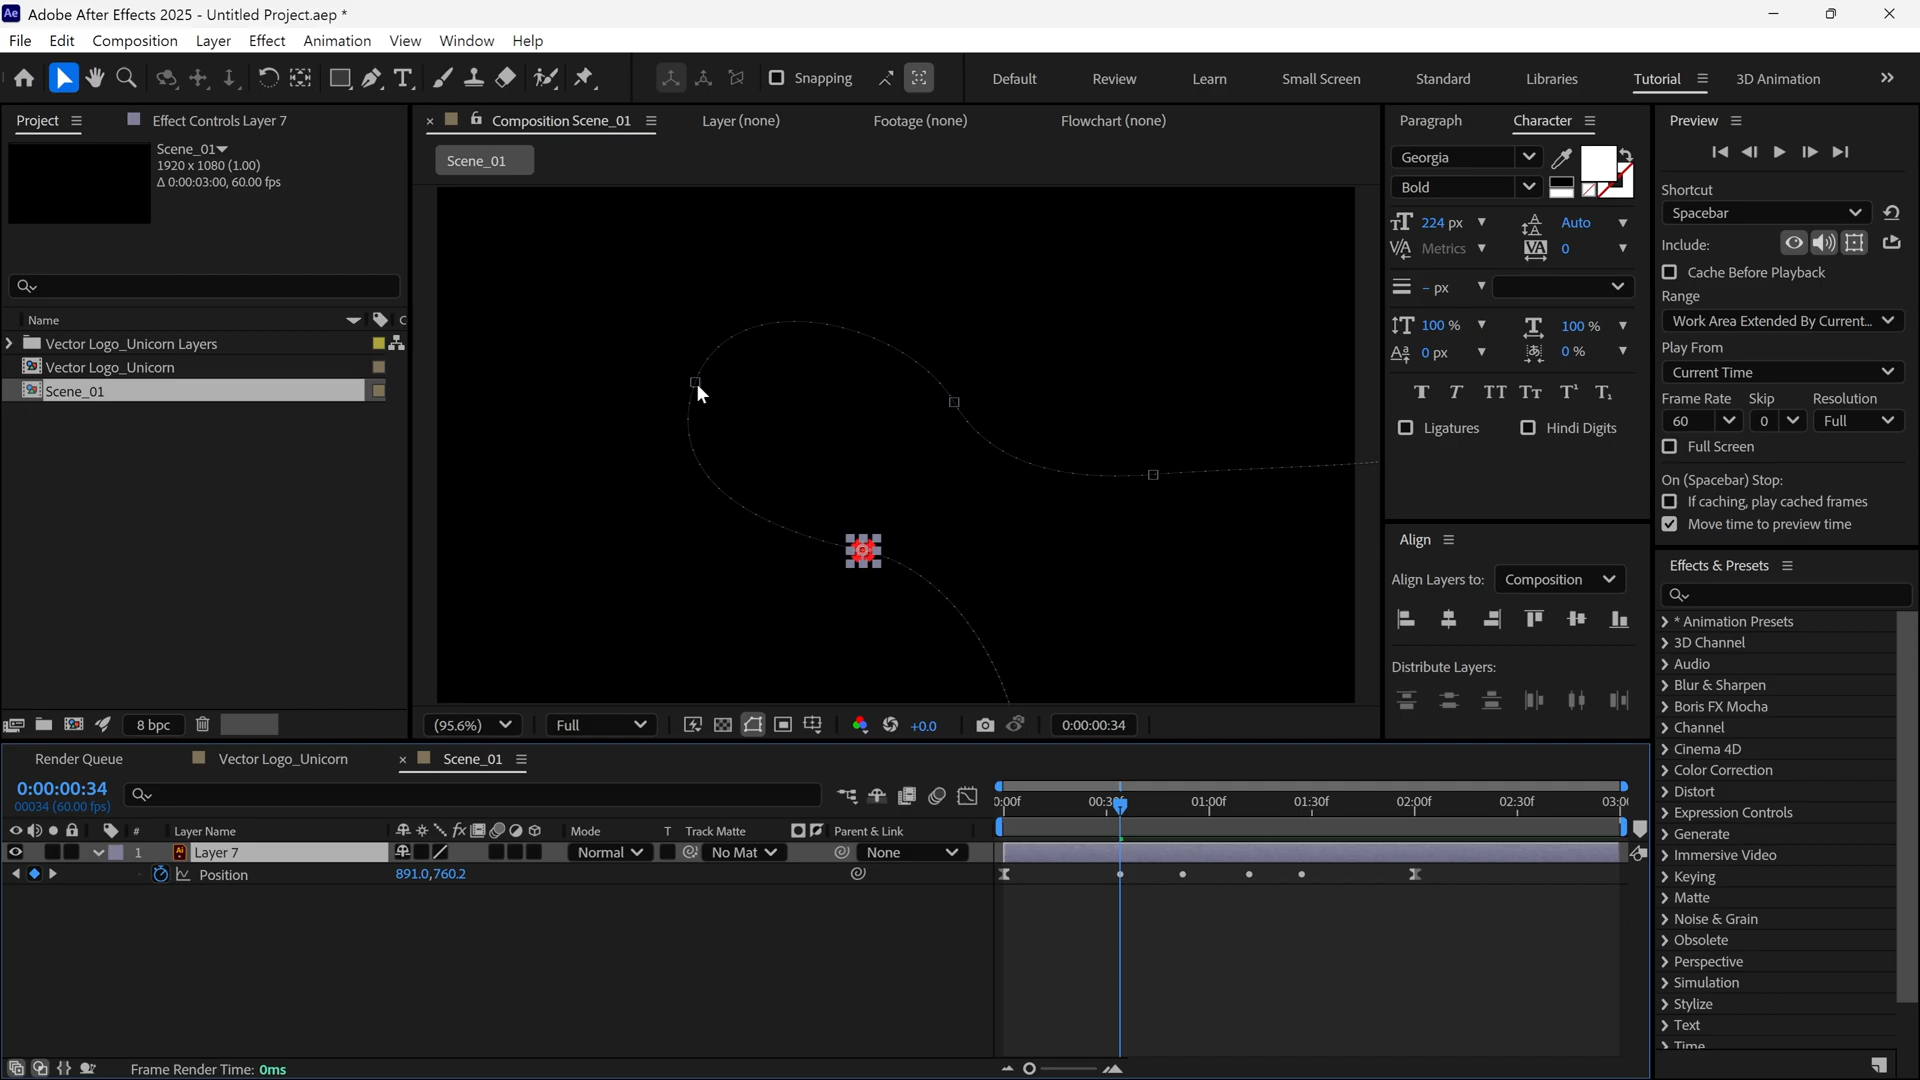 Adobe After Effects 2025 - Untitled Project.aep *
File Edit Composition Layer Effect Animation View Window Help
Snapping
Default Review Learn Small Screen Standard Libraries Tutorial 3D Animation
Project
Effect Controls Layer 7
Scene_01
1920 x 1080 (1.00)
Δ 0:00:03:00, 60.00 fps
Name
Vector Logo_Unicorn Layers
Vector Logo_Unicorn
Scene_01
8 bpc
Composition Scene_01
Layer (none)
Footage (none)
Flowchart (none)
Scene_01
(95.6%)
Full
+0.0
0:00:00:34
Paragraph
Character
Georgia
Bold
224 px
Auto
Metrics
0
- px
100 %
100 %
0 px
0 %
Ligatures
Hindi Digits
Align
Align Layers to: Composition
Distribute Layers:
Preview
Shortcut
Spacebar
Include:
Cache Before Playback
Range
Work Area Extended By Current...
Play From
Current Time
Frame Rate Skip Resolution
60 0 Full
Full Screen
On (Spacebar) Stop:
If caching, play cached frames
Move time to preview time
Effects & Presets
* Animation Presets
3D Channel
Audio
Blur & Sharpen
Boris FX Mocha
Channel
Cinema 4D
Color Correction
Distort
Expression Controls
Generate
Immersive Video
Keying
Matte
Noise & Grain
Obsolete
Perspective
Simulation
Stylize
Text
Time
Render Queue
Vector Logo_Unicorn
Scene_01
0:00:00:34
00034 (60.00 fps)
01:00f 01:30f 02:00f 02:30f
# Layer Name Mode T Track Matte Parent & Link
1 Layer 7 Normal No Mat None
Position 891.0,760.2
Frame Render Time: 0ms